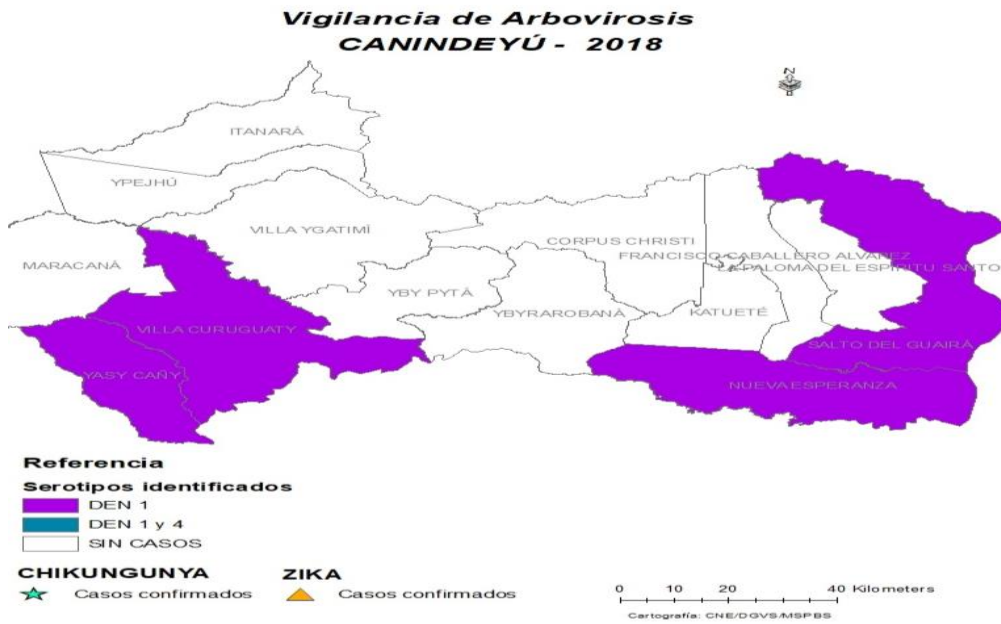 Vigilancia de Arbovirosis
CANINDEYÚ - 2018
N
ITANARÁ
YPEJHÚ
VILLA YGATIMÍ
CORPUS CHRISTI
FRANCISCO CABALLERO ALVAREZ
LA PALOMA DEL ESPÍRITU SANTO
MARACANÁ
YBY PYTÁ
YBYRAROBANÁ
KATUETÉ
VILLA CURUGUATY
SALTO DEL GUAIRÁ
YASY CAÑY
NUEVA ESPERANZA
Referencia
Serotipos identificados
DEN 1
DEN 1 y 4
SIN CASOS
CHIKUNGUNYA ZIKA
Casos confirmados Casos confirmados
0 10 20 40 Kilometers
Cartografía: CNE/DGVS/MSPBS